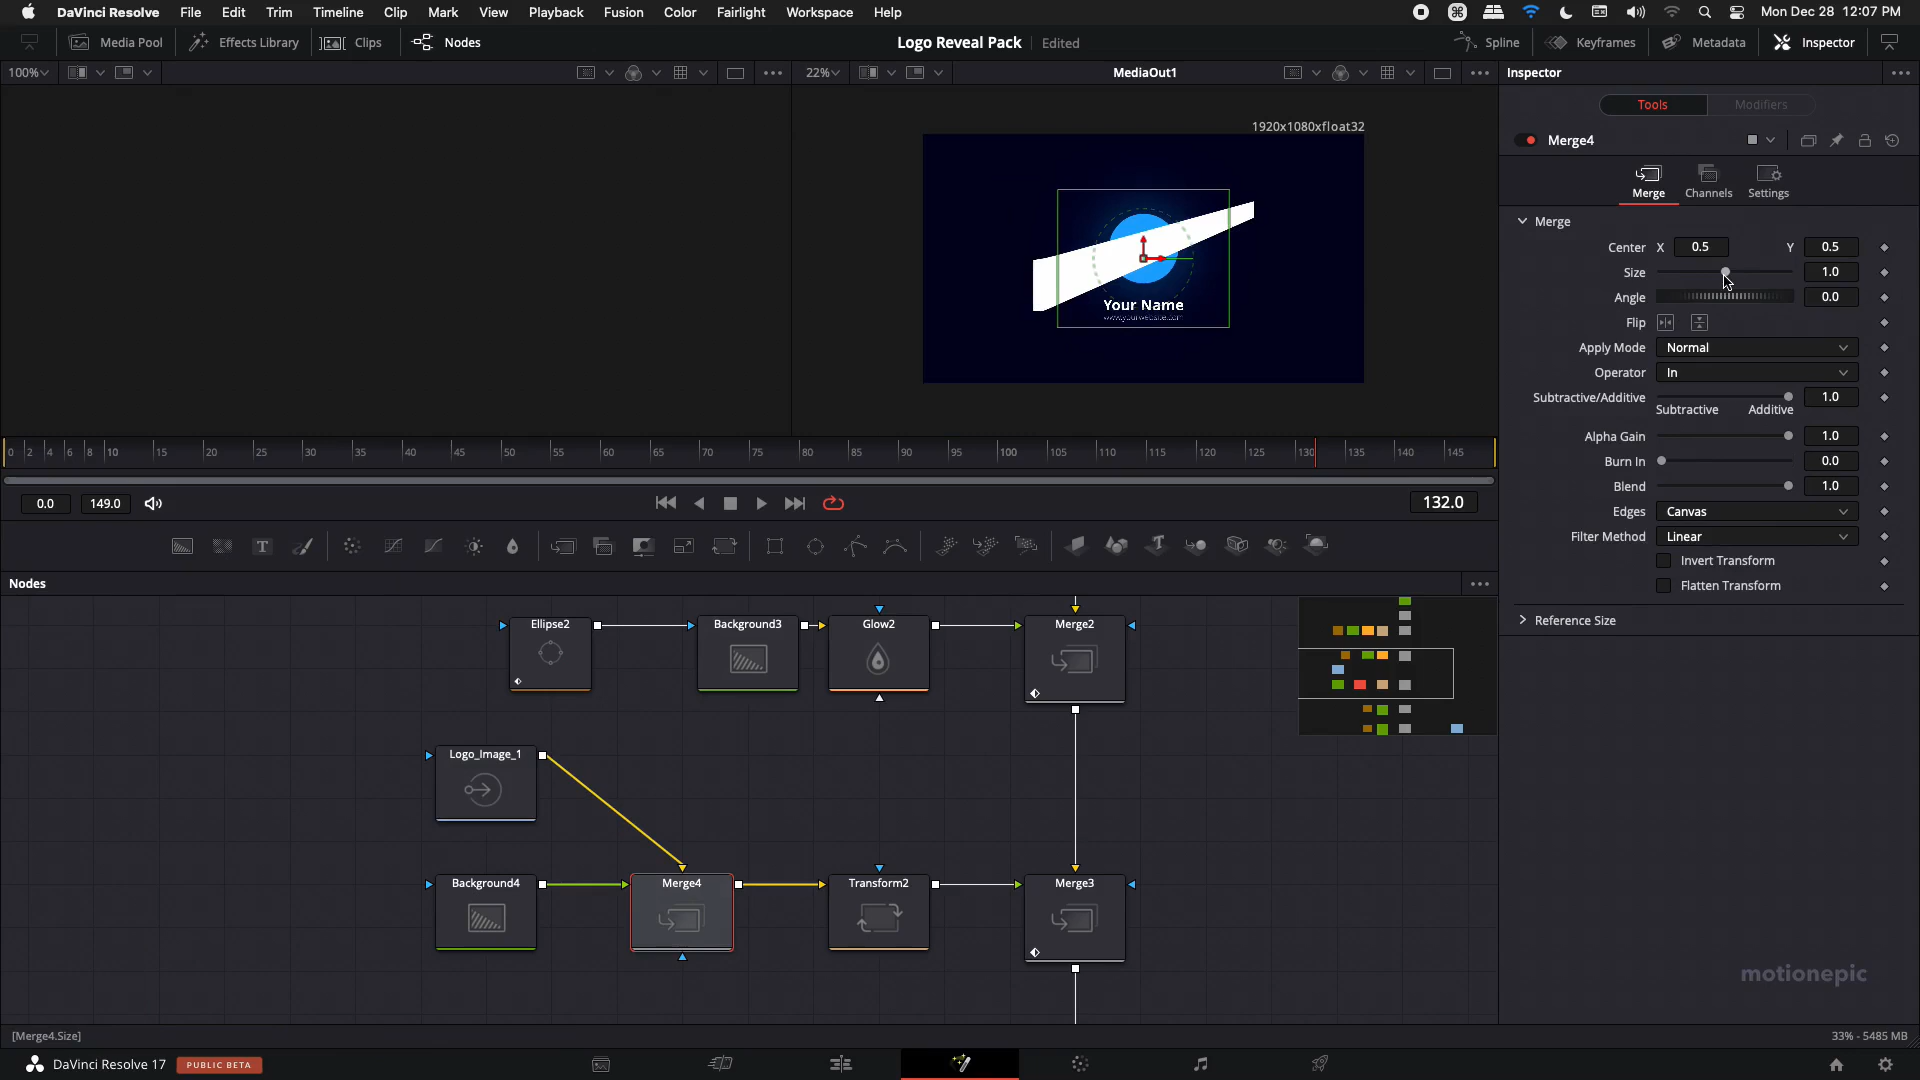 DaVinci Resolve File Edit Trim Timeline Clip Mark View Playback Fusion Color Fairlight Workspace Help Mon Dec 28 12:07 PM
Media Pool Effects Library Clips Nodes Logo Reveal Pack Edited Spline Keyframes Metadata Inspector
100% 22% MediaOut1 Inspector
Tools Modifiers
1920x1080xfloat32
Merge4
Merge Channels Settings
Merge
Center X 0.5 Y 0.5
Size 1.0
Angle 0.0
Flip
Apply Mode Normal
Operator In
Subtractive/Additive 1.0
Subtractive Additive
Alpha Gain 1.0
Burn In 0.0
Blend 1.0
Edges Canvas
Filter Method Linear
Invert Transform
Flatten Transform
Reference Size
Your Name
www.yourwebsite.com
0 2 4 6 8 10 15 20 25 30 35 40 45 50 55 60 65 70 75 80 85 90 95 100 105 110 115 120 125 130 135 140 145
0.0 149.0 132.0
Nodes
Ellipse2 Background3 Glow2 Merge2
Logo_Image_1
Background4 Merge4 Transform2 Merge3
motionepic
[Merge4.Size] 33% - 5485 MB
DaVinci Resolve 17 PUBLIC BETA